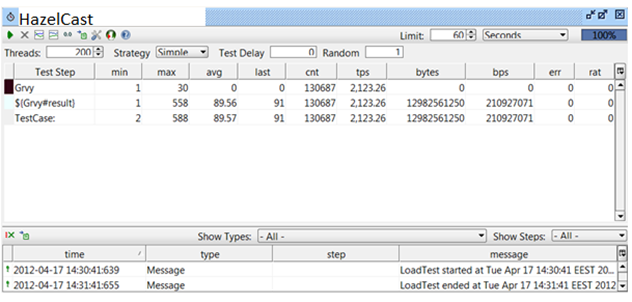 HazelCast
0.0 Limit: 60 Seconds 100%
Threads: 200 Strategy Simple Test Delay 0 Random 1
Test Step min max avg last cnt tps bytes bps err rat
Grvy 1 30 0 0 130687 2,123.26 0 0 0 0
$(Grvy#result) 1 558 89.56 91 130687 2,123.26 12982561250 210927071 0 0
TestCase: 2 588 89.57 91 130687 2,123.26 12982561250 210927071 0 0
Show Types: - All - Show Steps: - All -
time type step message
2012-04-17 14:30:41:639 Message LoadTest started at Tue Apr 17 14:30:41 EEST 20...
2012-04-17 14:31:41:655 Message LoadTest ended at Tue Apr 17 14:31:41 EEST 2012